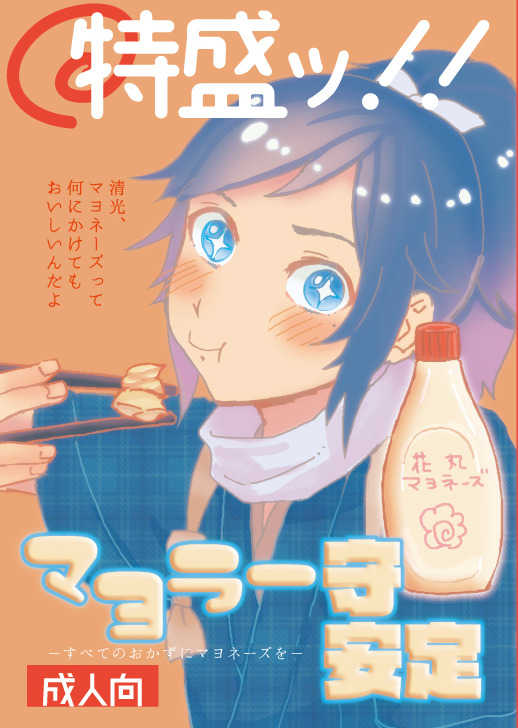 特盛ッ！！
清光、
マヨネーズって
何にかけても
おいしいんだよ
花丸
マヨネーズ
マヨラー守
安定
−すべてのおかずにマヨネーズを−
成人向